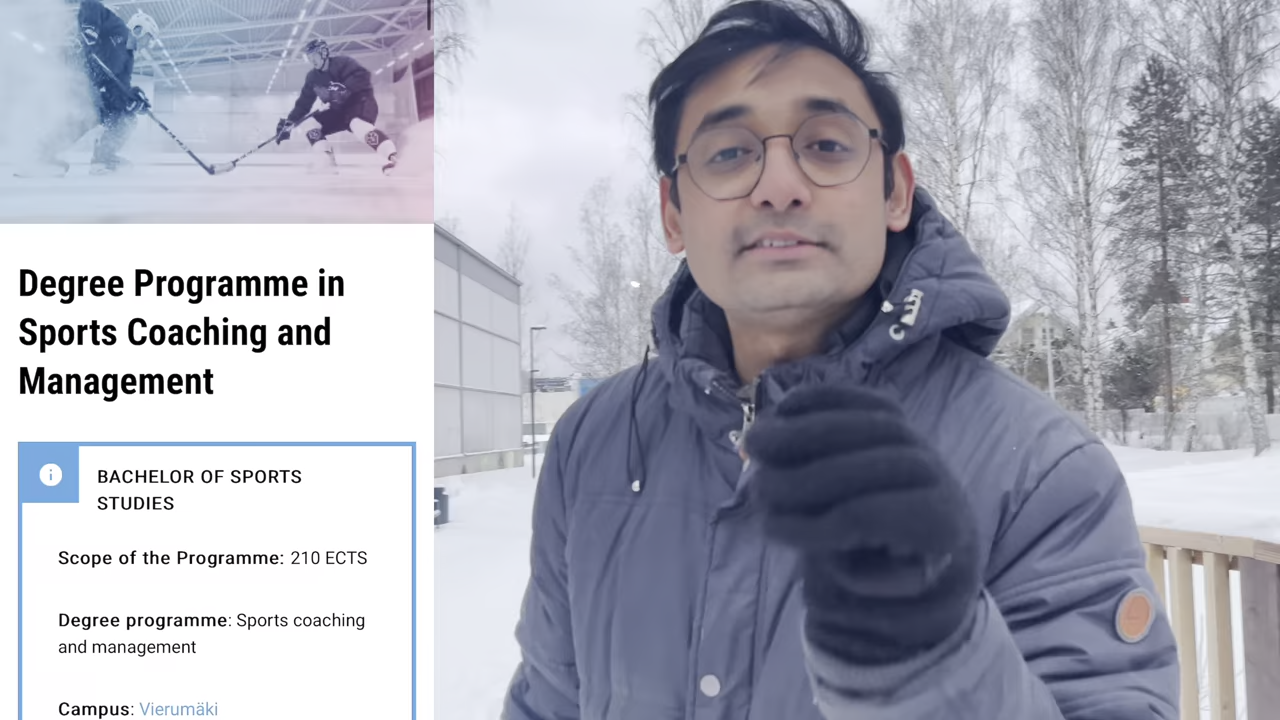 Degree Programme in
Sports Coaching and
Management
BACHELOR OF SPORTS
STUDIES
Scope of the Programme: 210 ECTS
Degree programme: Sports coaching
and management
Campus: Vierumäki